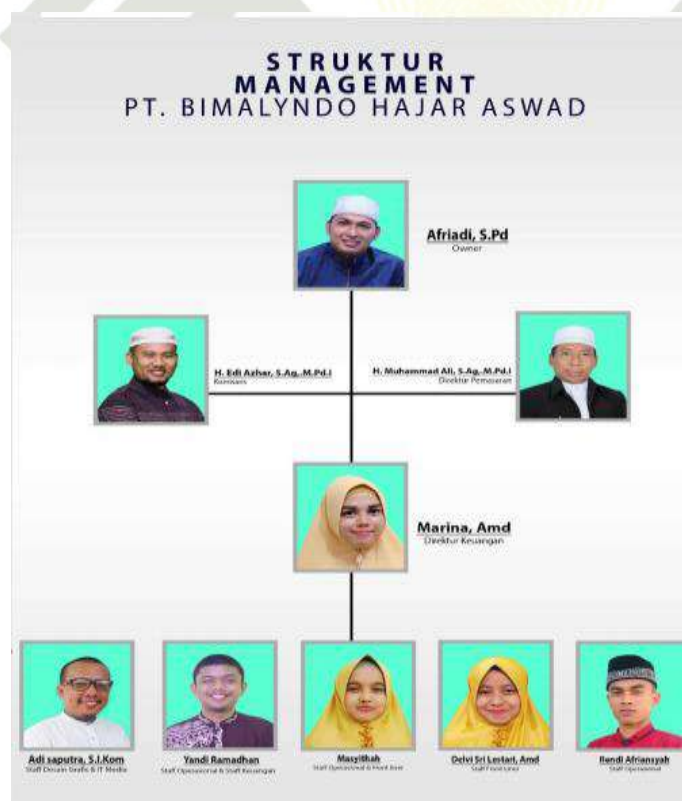 STRUKTUR
MANAGEMENT
PT. BIMALYNDO HAJAR ASWAD
Afriadi, S.Pd
Owner
H. Edi Azhar, S.Ag,.M.Pd.I
Komisaris
H. Muhammad Ali, S.Ag,.M.Pd.I
Direktur Pemasaran
Marina, Amd
Direktur Keuangan
Adi saputra, S.I.Kom
Staff Desain Grafis & IT Media
Yandi Ramadhan
Staff Operasional & Staff Keuangan
Masyithah
Staff Operasional & Front liner
Delvi Sri Lestari, Amd
Staff Front Liner
Rendi Afriansyah
Staff Operasional